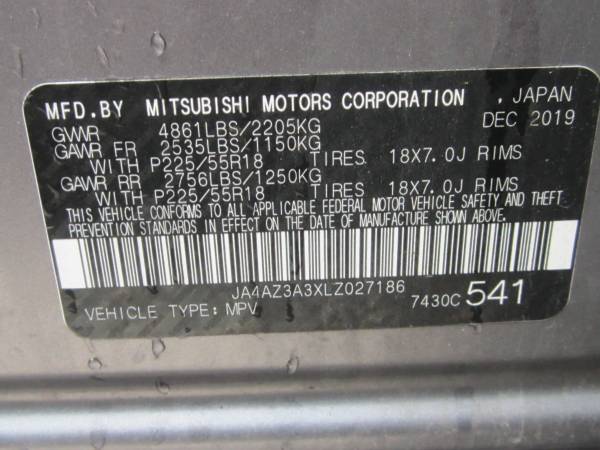 MFD.BY MITSUBISHI MOTORS CORPORATION , JAPAN
GVWR 4861LBS/2205KG DEC 2019
GAWR FR 2535LBS/1150KG
WITH P225/55R18 TIRES 18X7.0J RIMS
GAWR RR 2756LBS/1250KG
WITH P225/55R18 TIRES 18X7.0J RIMS
THIS VEHICLE CONFORMS TO ALL APPLICABLE FEDERAL MOTOR VEHICLE SAFETY AND THEFT
PREVENTION STANDARDS IN EFFECT ON THE DATE OF MANUFACTURE SHOWN ABOVE.
JA4AZ3A3XLZ027186
VEHICLE TYPE: MPV 7430C 541